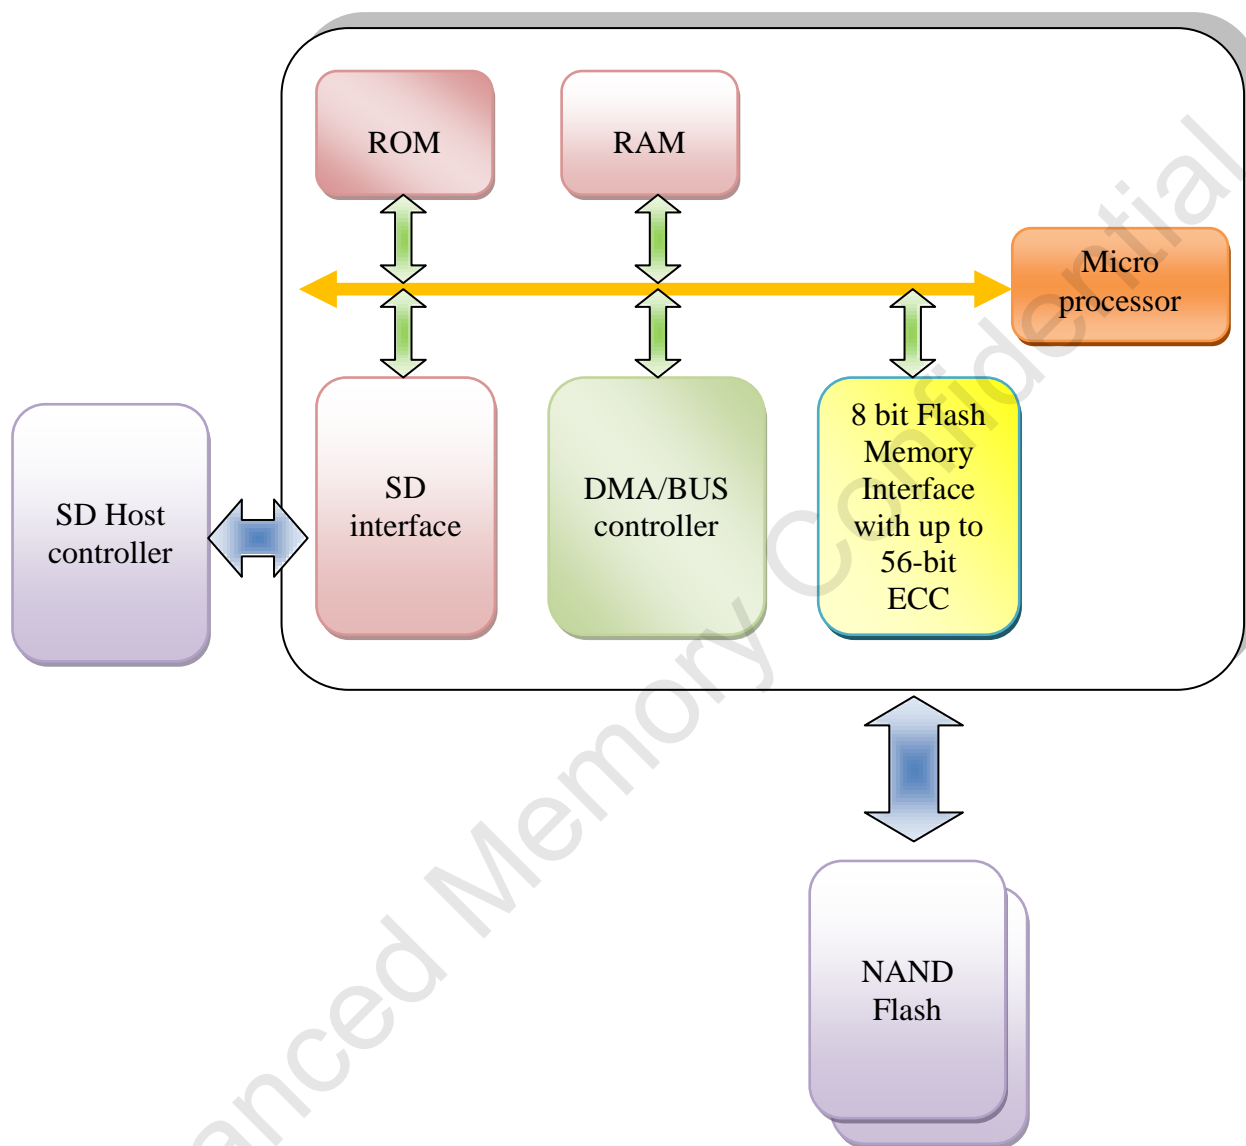 ROM
RAM
Micro
processor
SD Host
controller
SD
interface
DMA/BUS
controller
8 bit Flash
Memory
Interface
with up to
56-bit
ECC
NAND
Flash
Memory Confidential